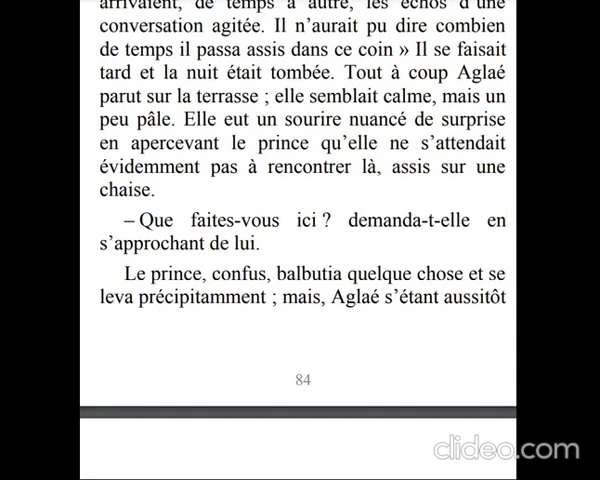 arrivaient, de temps à autre, les échos d'une
conversation agitée. Il n'aurait pu dire combien
de temps il passa assis dans ce coin » Il se faisait
tard et la nuit était tombée. Tout à coup Aglaé
parut sur la terrasse ; elle semblait calme, mais un
peu pâle. Elle eut un sourire nuancé de surprise
en apercevant le prince qu'elle ne s'attendait
évidemment pas à rencontrer là, assis sur une
chaise.
– Que faites-vous ici ? demanda-t-elle en
s'approchant de lui.
Le prince, confus, balbutia quelque chose et se
leva précipitamment ; mais, Aglaé s'étant aussitôt
84
clideo.com